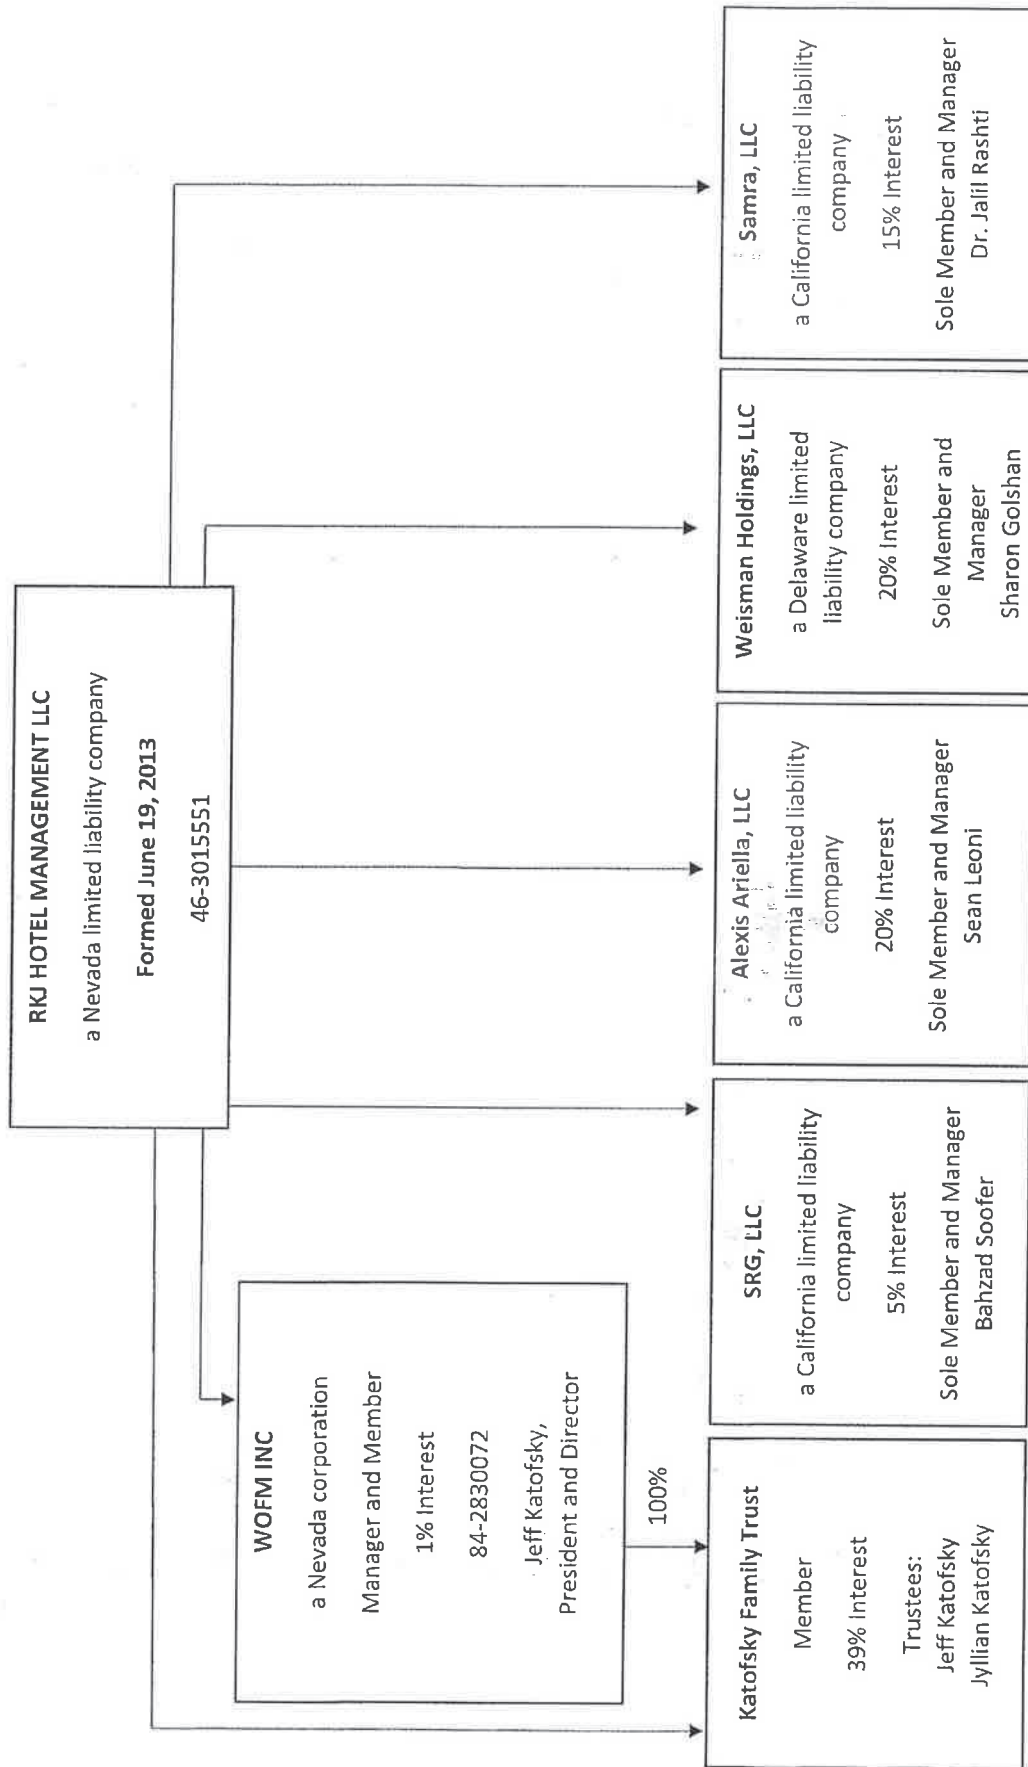 RKJ HOTEL MANAGEMENT LLC
a Nevada limited liability company
Formed June 19, 2013
46-3015551
WOFM INC
a Nevada corporation
Manager and Member
1% Interest
84-2830072
Jeff Katofsky,
President and Director
100%
Katofsky Family Trust
Member
39% Interest
Trustees:
Jeff Katofsky
Jyllian Katofsky
SRG, LLC
a California limited liability
company
5% Interest
Sole Member and Manager
Bahzad Soofer
Alexis Ariella, LLC
a California limited liability
company
20% Interest
Sole Member and Manager
Sean Leoni
Weisman Holdings, LLC
a Delaware limited
liability company
20% Interest
Sole Member and
Manager
Sharon Golshan
Samra, LLC
a California limited liability
company
15% Interest
Sole Member and Manager
Dr. Jalil Rashti